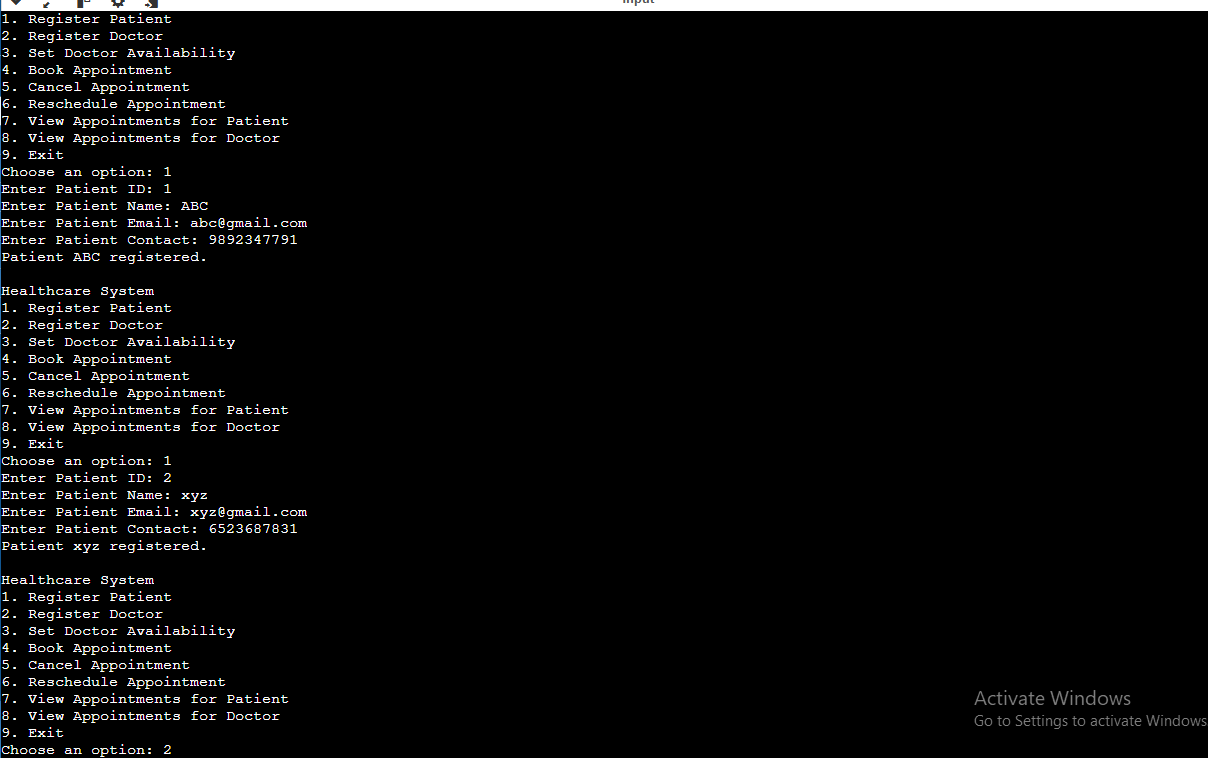 input
1. Register Patient
2. Register Doctor
3. Set Doctor Availability
4. Book Appointment
5. Cancel Appointment
6. Reschedule Appointment
7. View Appointments for Patient
8. View Appointments for Doctor
9. Exit
Choose an option: 1
Enter Patient ID: 1
Enter Patient Name: ABC
Enter Patient Email: abc@gmail.com
Enter Patient Contact: 9892347791
Patient ABC registered.
Healthcare System
1. Register Patient
2. Register Doctor
3. Set Doctor Availability
4. Book Appointment
5. Cancel Appointment
6. Reschedule Appointment
7. View Appointments for Patient
8. View Appointments for Doctor
9. Exit
Choose an option: 1
Enter Patient ID: 2
Enter Patient Name: xyz
Enter Patient Email: xyz@gmail.com
Enter Patient Contact: 6523687831
Patient xyz registered.
Healthcare System
1. Register Patient
2. Register Doctor
3. Set Doctor Availability
4. Book Appointment
5. Cancel Appointment
6. Reschedule Appointment
7. View Appointments for Patient
8. View Appointments for Doctor
9. Exit
Choose an option: 2
Activate Windows
Go to Settings to activate Windows